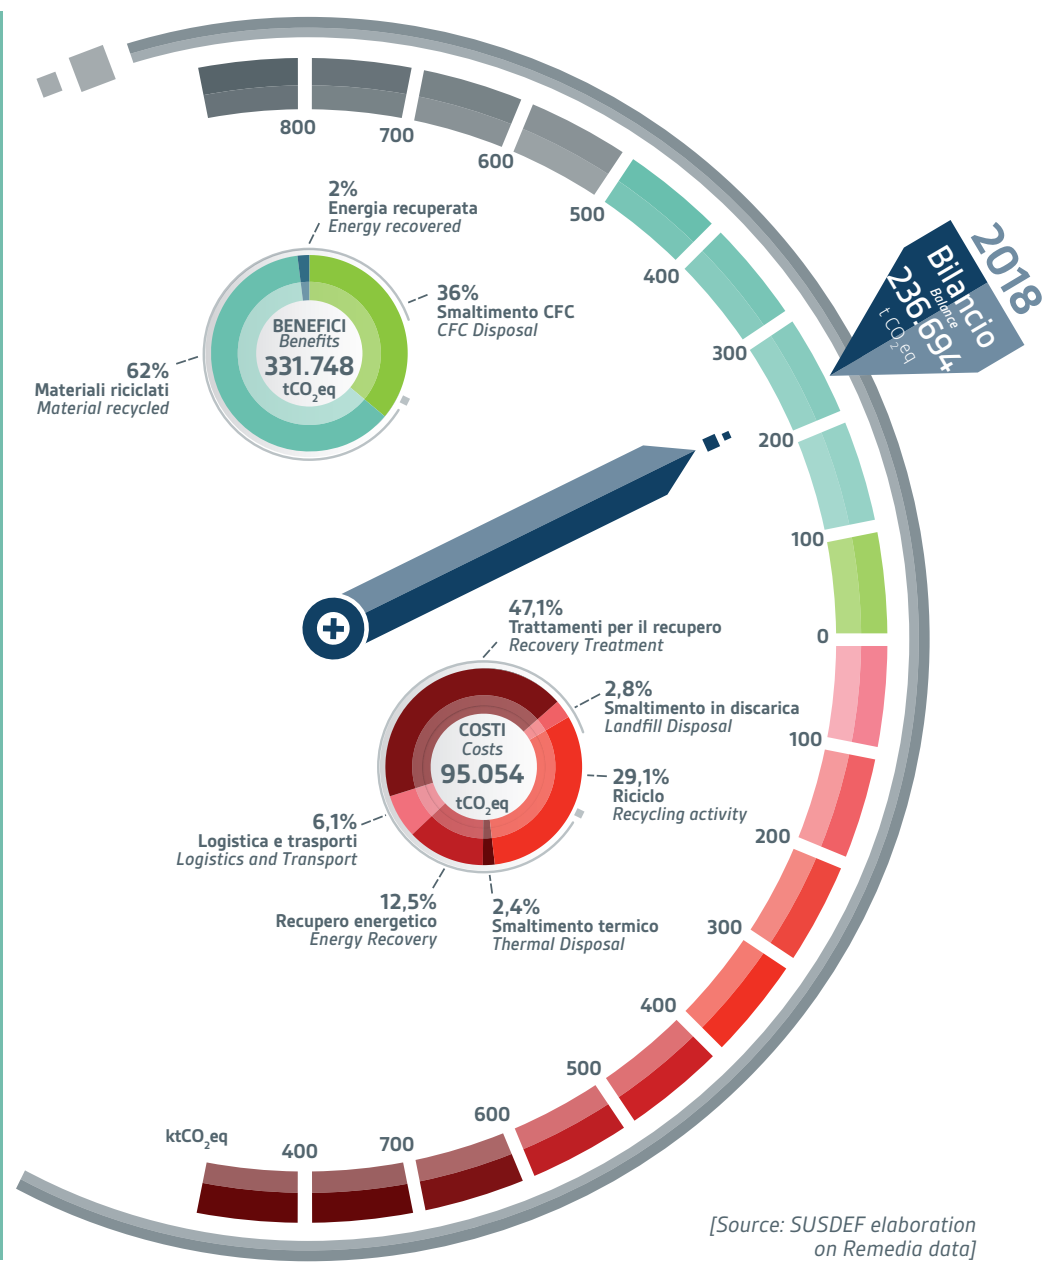 800
700
600
500
400
300
200
100
0
100
200
300
400
500
600
700
400
ktCO₂eq
2018
Bilancio
Balance
236.694
t CO₂eq
2%
Energia recuperata
Energy recovered
36%
Smaltimento CFC
CFC Disposal
BENEFICI
Benefits
331.748
tCO₂eq
62%
Materiali riciclati
Material recycled
47,1%
Trattamenti per il recupero
Recovery Treatment
2,8%
Smaltimento in discarica
Landfill Disposal
COSTI
Costs
95.054
tCO₂eq
29,1%
Riciclo
Recycling activity
6,1%
Logistica e trasporti
Logistics and Transport
12,5%
Recupero energetico
Energy Recovery
2,4%
Smaltimento termico
Thermal Disposal
[Source: SUSDEF elaboration
on Remedia data]